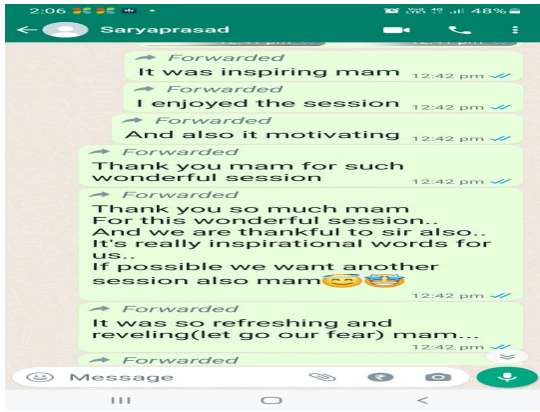 2:06
48%
Saryaprasad
Forwarded
It was inspiring mam 12:42 pm
Forwarded
I enjoyed the session 12:42 pm
Forwarded
And also it motivating 12:42 pm
Forwarded
Thank you mam for such
wonderful session 12:42 pm
Forwarded
Thank you so much mam
For this wonderful session..
And we are thankful to sir also..
It's really inspirational words for
us..
If possible we want another
session also mam😇🤩
12:42 pm
Forwarded
It was so refreshing and
reveling(let go our fear) mam...
12:42 pm
Forwarded
Message